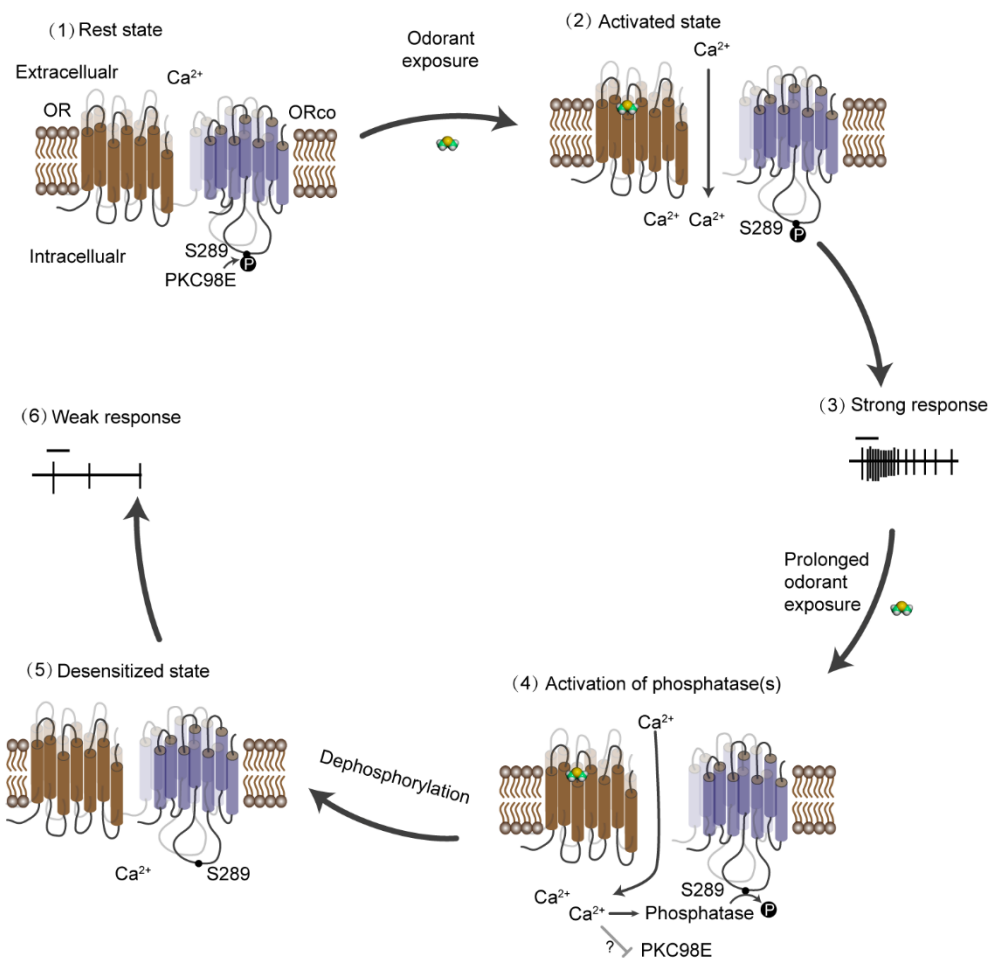 (1) Rest state
Extracellualr
Ca²⁺
OR
ORco
S289
P
Intracellualr
PKC98E
Odorant
exposure
(2) Activated state
Ca²⁺
Ca²⁺ Ca²⁺
S289
P
(3) Strong response
Prolonged
odorant
exposure
(4) Activation of phosphatase(s)
Ca²⁺
S289
Ca²⁺
Ca²⁺
Phosphatase
P
?
PKC98E
Dephosphorylation
(5) Desensitized state
Ca²⁺
S289
(6) Weak response